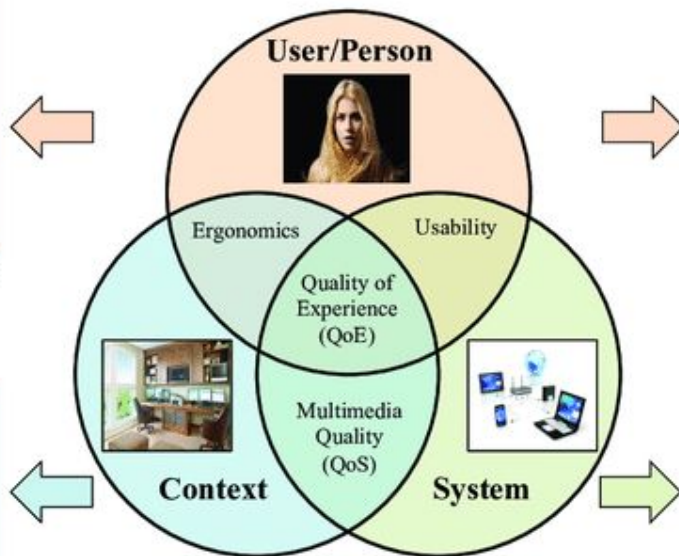 User/Person
Ergonomics
Usability
Quality of
Experience
(QoE)
Multimedia
Quality
(QoS)
Context
System